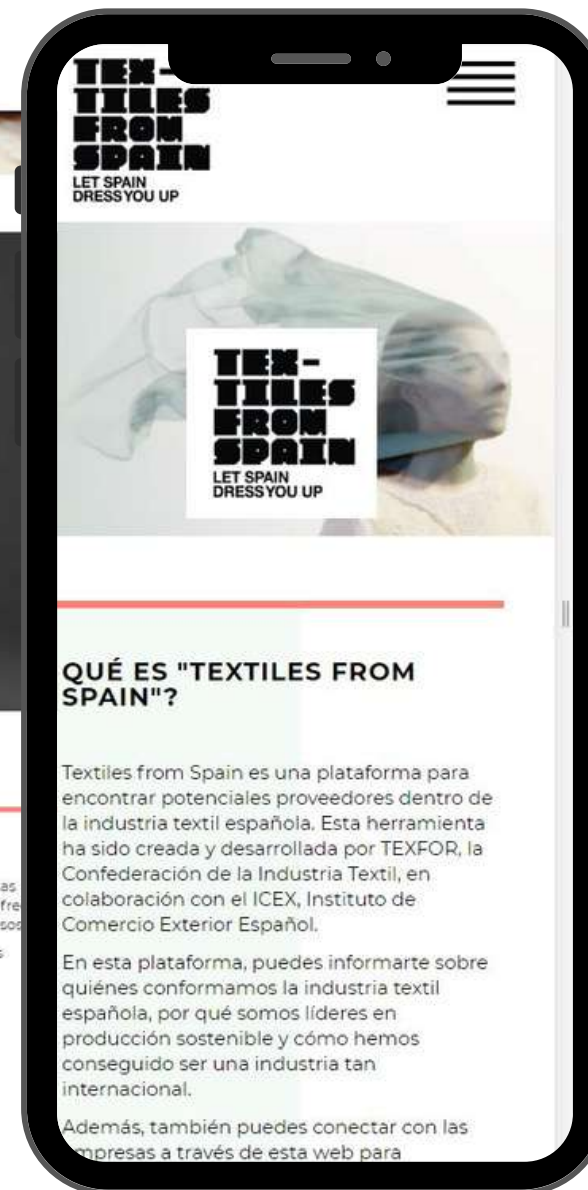 TEX-
TILES
FROM
SPAIN
LET SPAIN
DRESS YOU UP
TEX-
TILES
FROM
SPAIN
LET SPAIN
DRESS YOU UP
QUÉ ES "TEXTILES FROM
SPAIN"?
Textiles from Spain es una plataforma para
encontrar potenciales proveedores dentro de
la industria textil española. Esta herramienta
ha sido creada y desarrollada por TEXFOR, la
Confederación de la Industria Textil, en
colaboración con el ICEX, Instituto de
Comercio Exterior Español.
En esta plataforma, puedes informarte sobre
quiénes conformamos la industria textil
española, por qué somos líderes en
producción sostenible y cómo hemos
conseguido ser una industria tan
internacional.
Además, también puedes conectar con las
empresas a través de esta web para